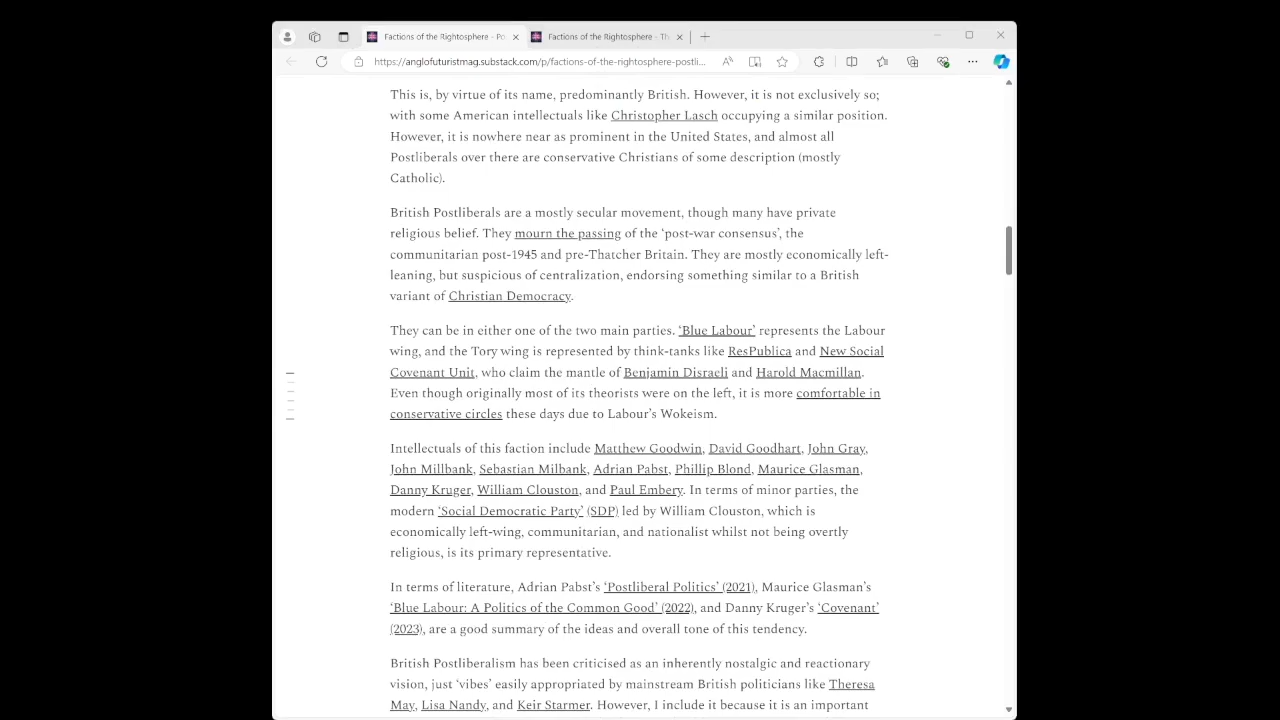 Factions of the Rightosphere - Po
Factions of the Rightosphere - Th
https://anglofuturistmag.substack.com/p/factions-of-the-rightosphere-postli...
This is, by virtue of its name, predominantly British. However, it is not exclusively so;
with some American intellectuals like Christopher Lasch occupying a similar position.
However, it is nowhere near as prominent in the United States, and almost all
Postliberals over there are conservative Christians of some description (mostly
Catholic).
British Postliberals are a mostly secular movement, though many have private
religious belief. They mourn the passing of the ‘post-war consensus’, the
communitarian post-1945 and pre-Thatcher Britain. They are mostly economically left-
leaning, but suspicious of centralization, endorsing something similar to a British
variant of Christian Democracy.
They can be in either one of the two main parties. ‘Blue Labour’ represents the Labour
wing, and the Tory wing is represented by think-tanks like ResPublica and New Social
Covenant Unit, who claim the mantle of Benjamin Disraeli and Harold Macmillan.
Even though originally most of its theorists were on the left, it is more comfortable in
conservative circles these days due to Labour’s Wokeism.
Intellectuals of this faction include Matthew Goodwin, David Goodhart, John Gray,
John Millbank, Sebastian Milbank, Adrian Pabst, Phillip Blond, Maurice Glasman,
Danny Kruger, William Clouston, and Paul Embery. In terms of minor parties, the
modern ‘Social Democratic Party’ (SDP) led by William Clouston, which is
economically left-wing, communitarian, and nationalist whilst not being overtly
religious, is its primary representative.
In terms of literature, Adrian Pabst’s ‘Postliberal Politics’ (2021), Maurice Glasman’s
‘Blue Labour: A Politics of the Common Good’ (2022), and Danny Kruger’s ‘Covenant’
(2023), are a good summary of the ideas and overall tone of this tendency.
British Postliberalism has been criticised as an inherently nostalgic and reactionary
vision, just ‘vibes’ easily appropriated by mainstream British politicians like Theresa
May, Lisa Nandy, and Keir Starmer. However, I include it because it is an important